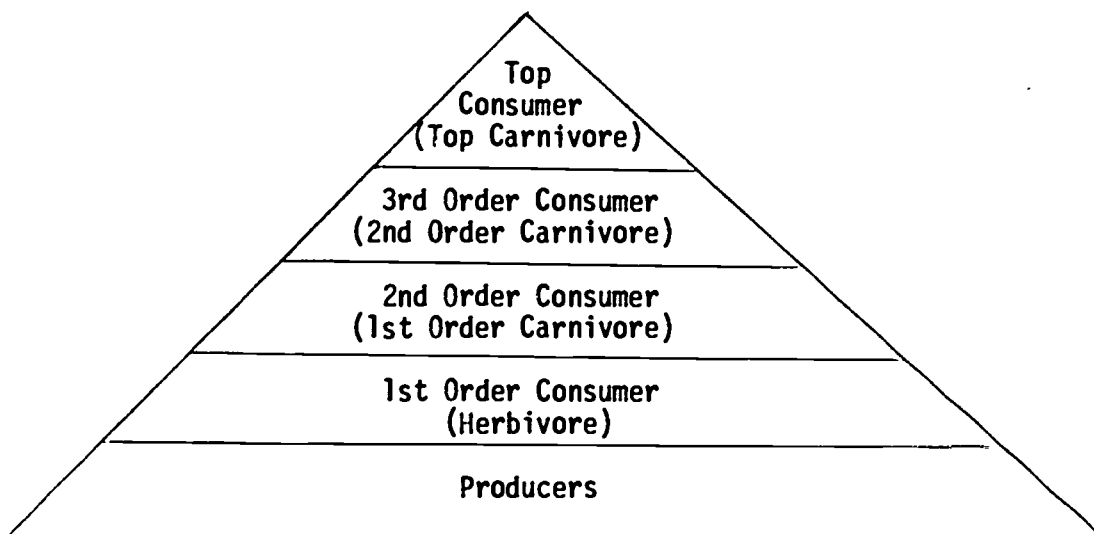 Top
Consumer
(Top Carnivore)
3rd Order Consumer
(2nd Order Carnivore)
2nd Order Consumer
(1st Order Carnivore)
1st Order Consumer
(Herbivore)
Producers